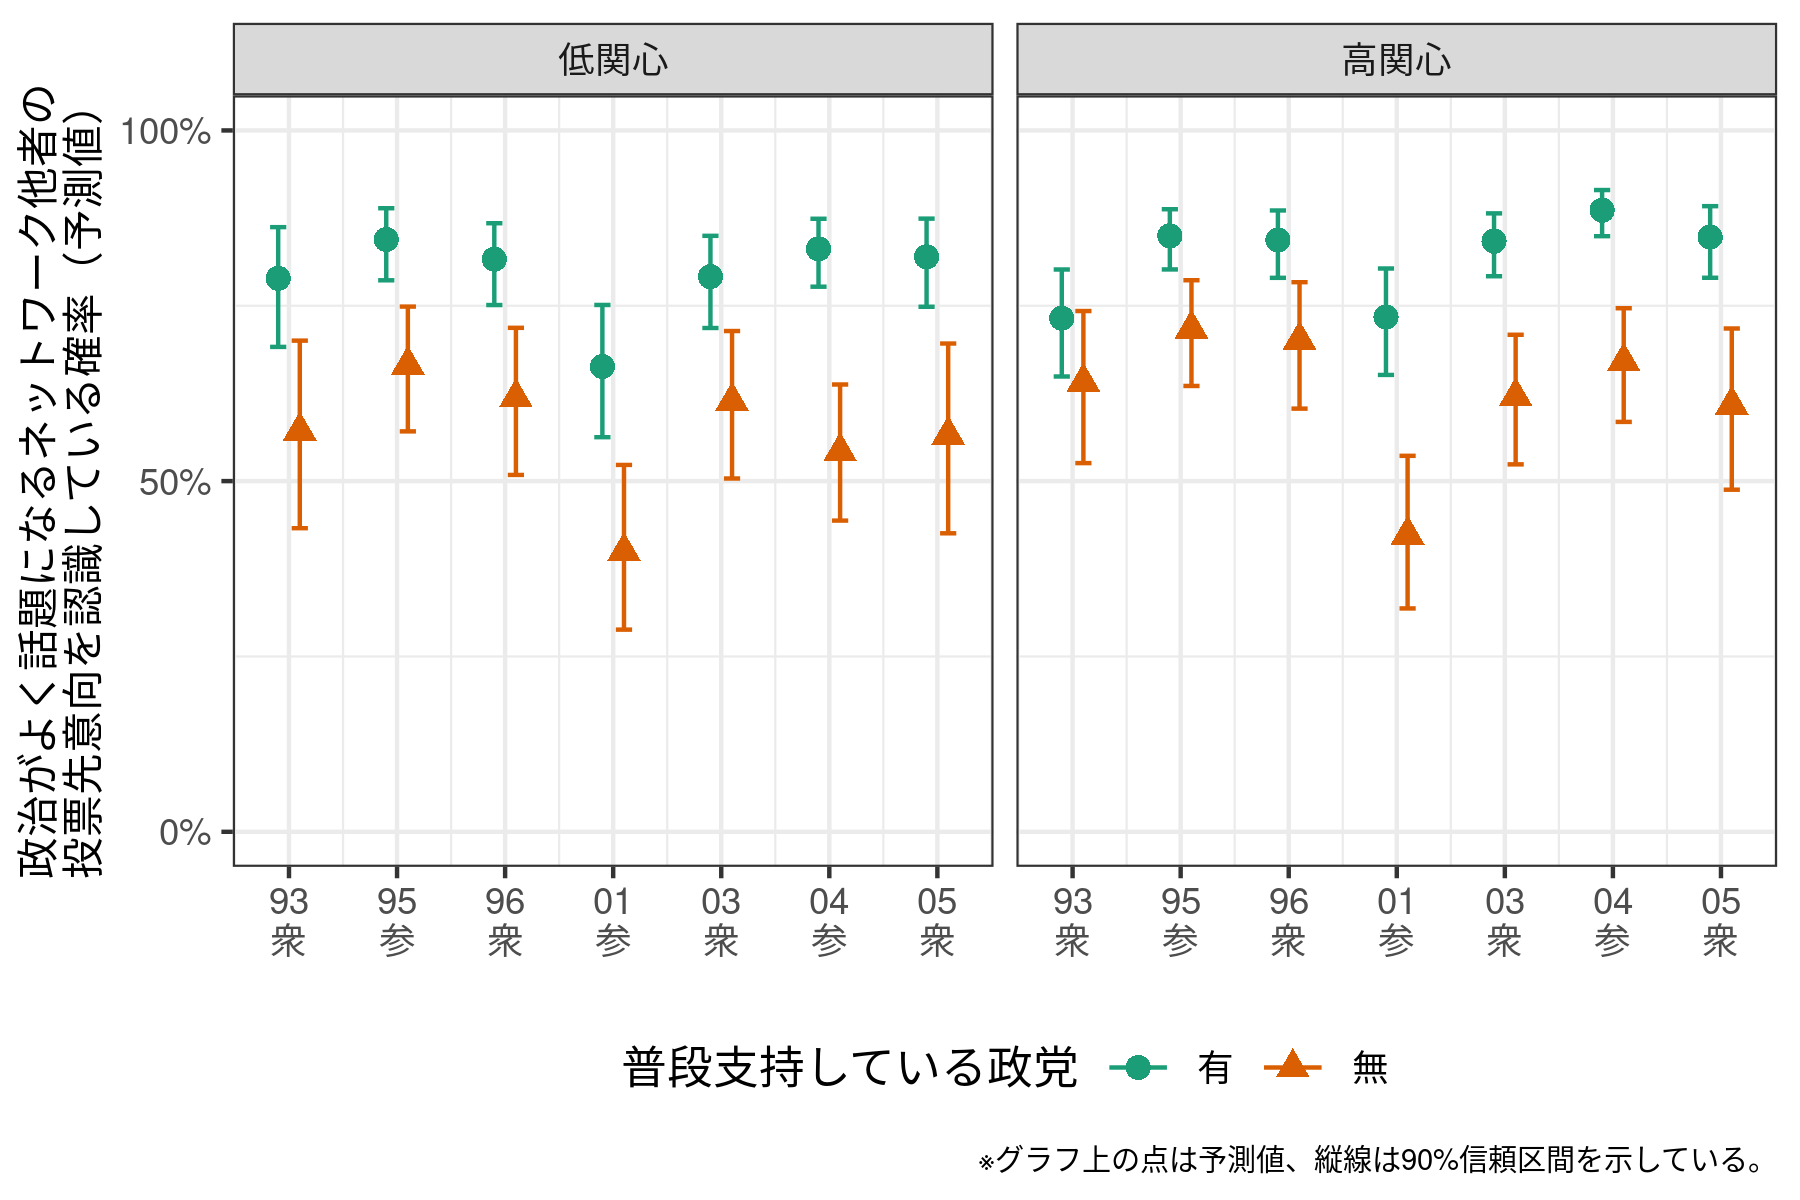 低関心
高関心
政治がよく話題になるネットワーク他者の
投票先意向を認識している確率（予測値）
100%
50%
0%
93 95 96 01 03 04 05
衆 参 衆 参 衆 参 衆
93 95 96 01 03 04 05
衆 参 衆 参 衆 参 衆
普段支持している政党 有 無
※グラフ上の点は予測値、縦線は90%信頼区間を示している。